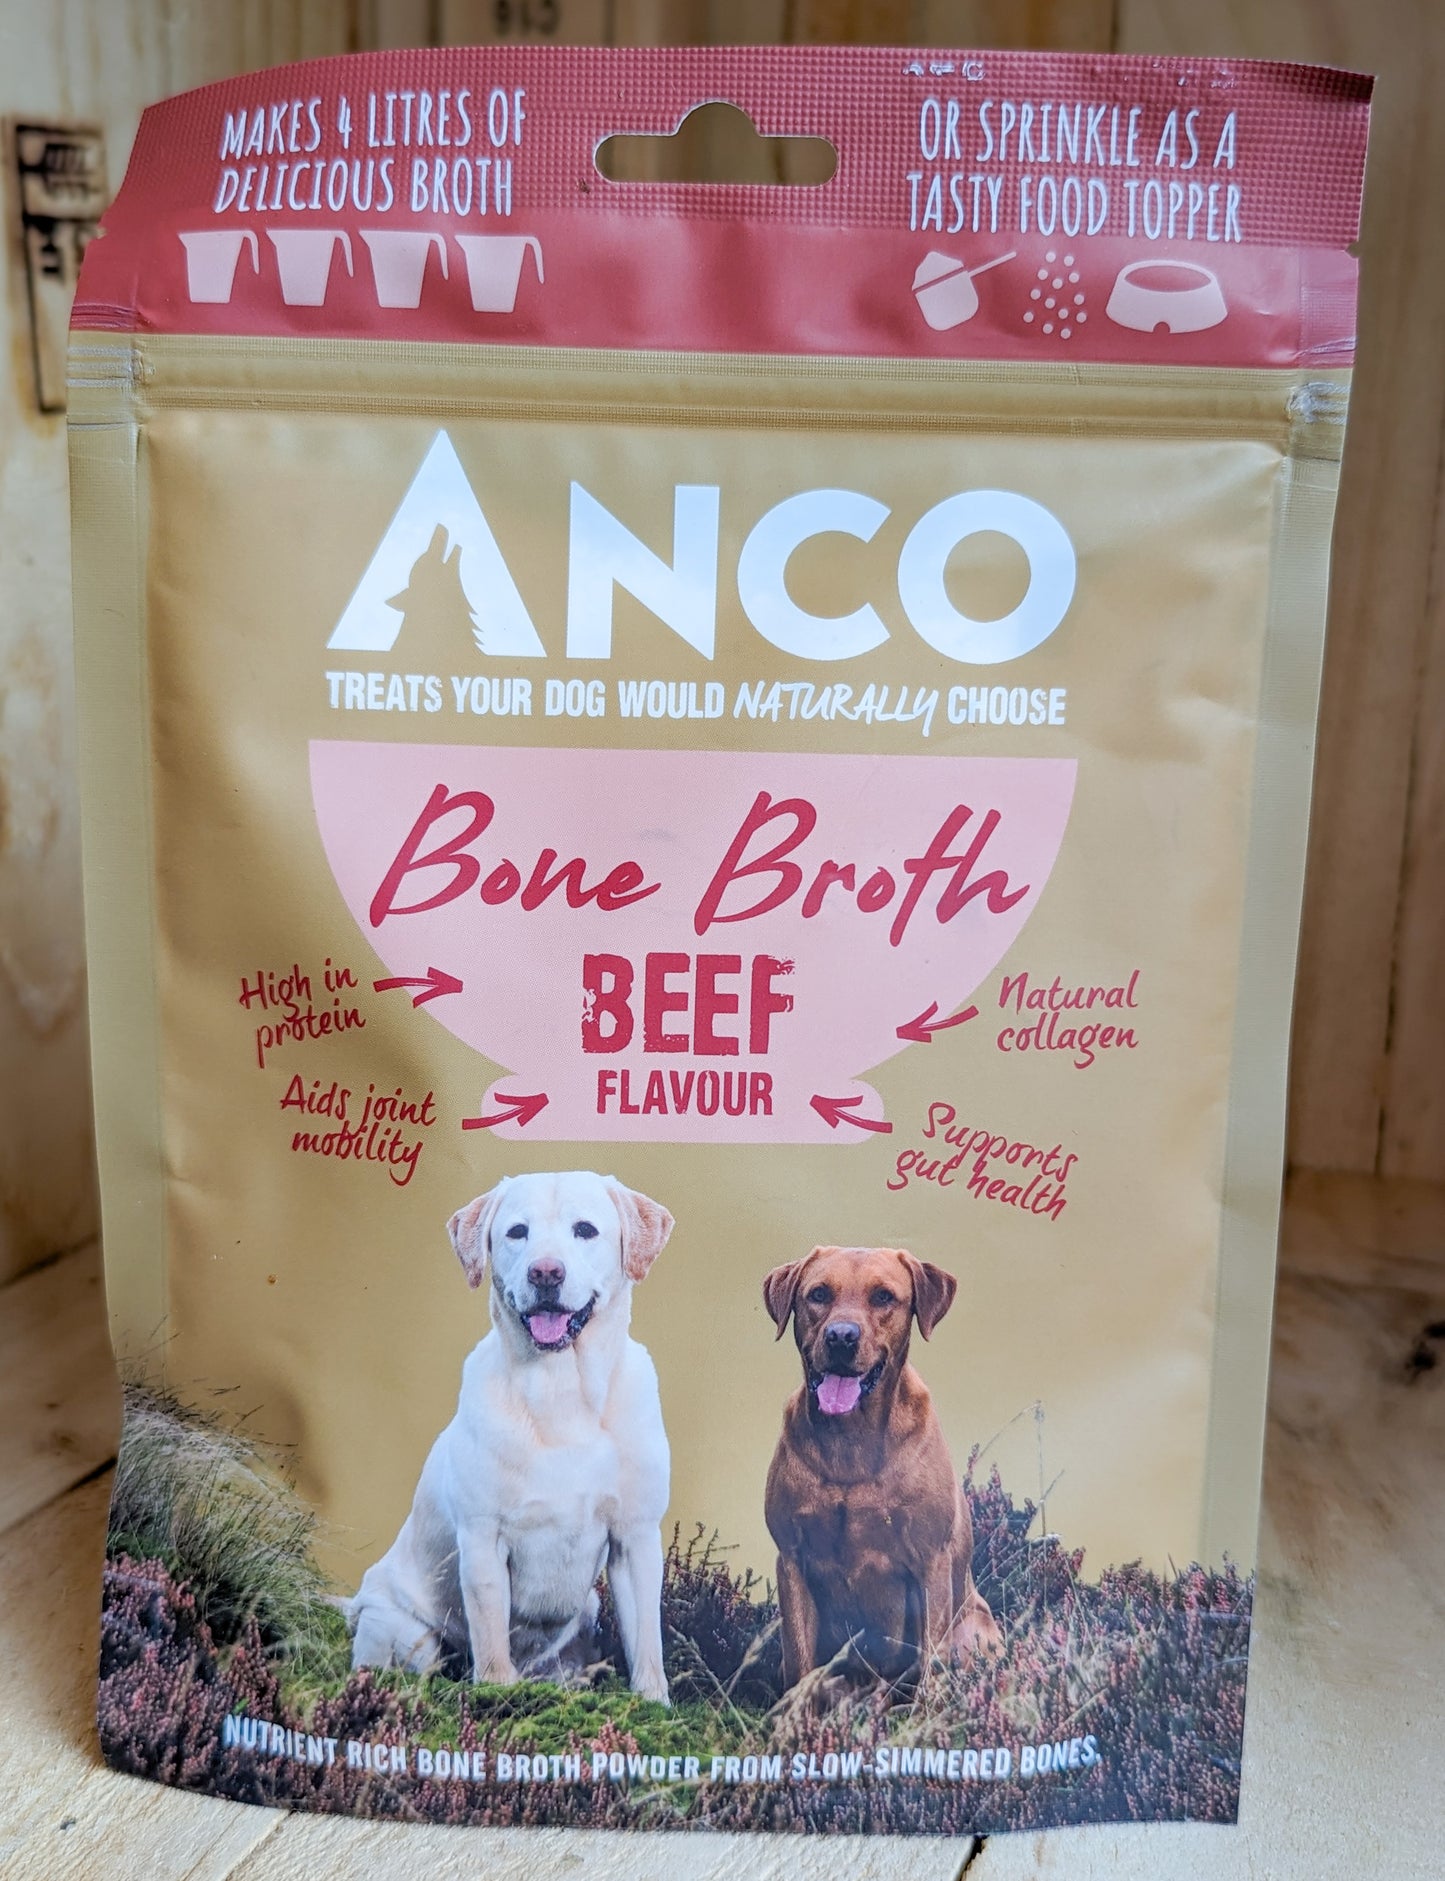 MAKES 4 LITRES OF
DELICIOUS BROTH
OR SPRINKLE AS A
TASTY FOOD TOPPER
ANCO
TREATS YOUR DOG WOULD NATURALLY CHOOSE
Bone Broth
BEEF
FLAVOUR
High in
protein
Natural
collagen
Aids joint
mobility
Supports
gut health
NUTRIENT RICH BONE BROTH POWDER FROM SLOW-SIMMERED BONES.